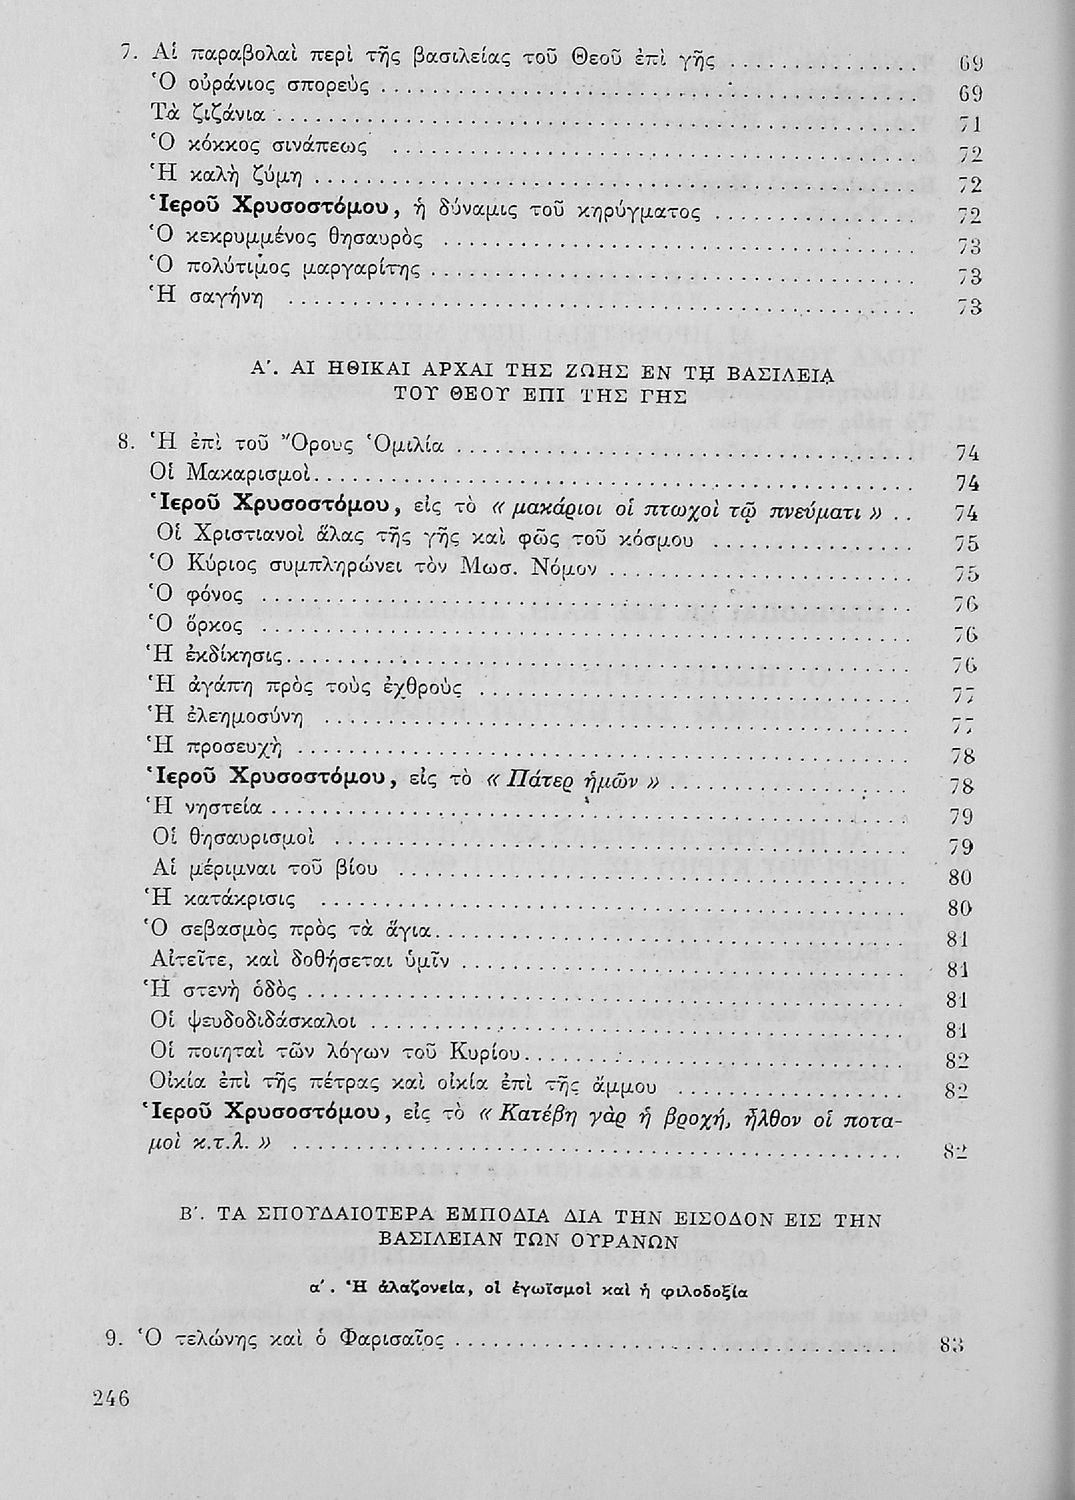 7. Αἱ παραβολαὶ περὶ τῆς βασιλείας τοῦ Θεοῦ ἐπὶ γῆς .............. 69
Ὁ οὐράνιος σπορεὺς .............. 69
Τὰ ζιζάνια .............. 71
Ὁ κόκκος σινάπεως .............. 72
Ἡ καλὴ ζύμη .............. 72
Ἱεροῦ Χρυσοστόμου, ἡ δύναμις τοῦ κηρύγματος .............. 72
Ὁ κεκρυμμένος θησαυρὸς .............. 73
Ὁ πολύτιμος μαργαρίτης .............. 73
Ἡ σαγήνη .............. 73
Α΄. ΑΙ ΗΘΙΚΑΙ ΑΡΧΑΙ ΤΗΣ ΖΩΗΣ ΕΝ Τῌ ΒΑΣΙΛΕΙᾼ
ΤΟΥ ΘΕΟΥ ΕΠΙ ΤΗΣ ΓΗΣ
8. Ἡ ἐπὶ τοῦ Ὄρους Ὁμιλία .............. 74
Οἱ Μακαρισμοὶ .............. 74
Ἱεροῦ Χρυσοστόμου, εἰς τὸ « μακάριοι οἱ πτωχοὶ τῷ πνεύματι » .. 74
Οἱ Χριστιανοὶ ἅλας τῆς γῆς καὶ φῶς τοῦ κόσμου .............. 75
Ὁ Κύριος συμπληρώνει τὸν Μωσ. Νόμον .............. 75
Ὁ φόνος .............. 76
Ὁ ὅρκος .............. 76
Ἡ ἐκδίκησις .............. 76
Ἡ ἀγάπη πρὸς τοὺς ἐχθροὺς .............. 77
Ἡ ἐλεημοσύνη .............. 77
Ἡ προσευχὴ .............. 78
Ἱεροῦ Χρυσοστόμου, εἰς τὸ « Πάτερ ἡμῶν » .............. 78
Ἡ νηστεία .............. 79
Οἱ θησαυρισμοὶ .............. 79
Αἱ μέριμναι τοῦ βίου .............. 80
Ἡ κατάκρισις .............. 80
Ὁ σεβασμὸς πρὸς τὰ ἅγια .............. 81
Αἰτεῖτε, καὶ δοθήσεται ὑμῖν .............. 81
Ἡ στενὴ ὁδὸς .............. 81
Οἱ ψευδοδιδάσκαλοι .............. 81
Οἱ ποιηταὶ τῶν λόγων τοῦ Κυρίου .............. 82
Οἰκία ἐπὶ τῆς πέτρας καὶ οἰκία ἐπὶ τῆς ἄμμου .............. 82
Ἱεροῦ Χρυσοστόμου, εἰς τὸ « Κατέβη γὰρ ἡ βροχή, ἦλθον οἱ ποτα-
μοὶ κ.τ.λ. » .............. 82
Β΄. ΤΑ ΣΠΟΥΔΑΙΟΤΕΡΑ ΕΜΠΟΔΙΑ ΔΙΑ ΤΗΝ ΕΙΣΟΔΟΝ ΕΙΣ ΤΗΝ
ΒΑΣΙΛΕΙΑΝ ΤΩΝ ΟΥΡΑΝΩΝ
α΄. Ἡ ἀλαζονεία, οἱ ἐγωϊσμοὶ καὶ ἡ φιλοδοξία
9. Ὁ τελώνης καὶ ὁ Φαρισαῖος .............. 83
246